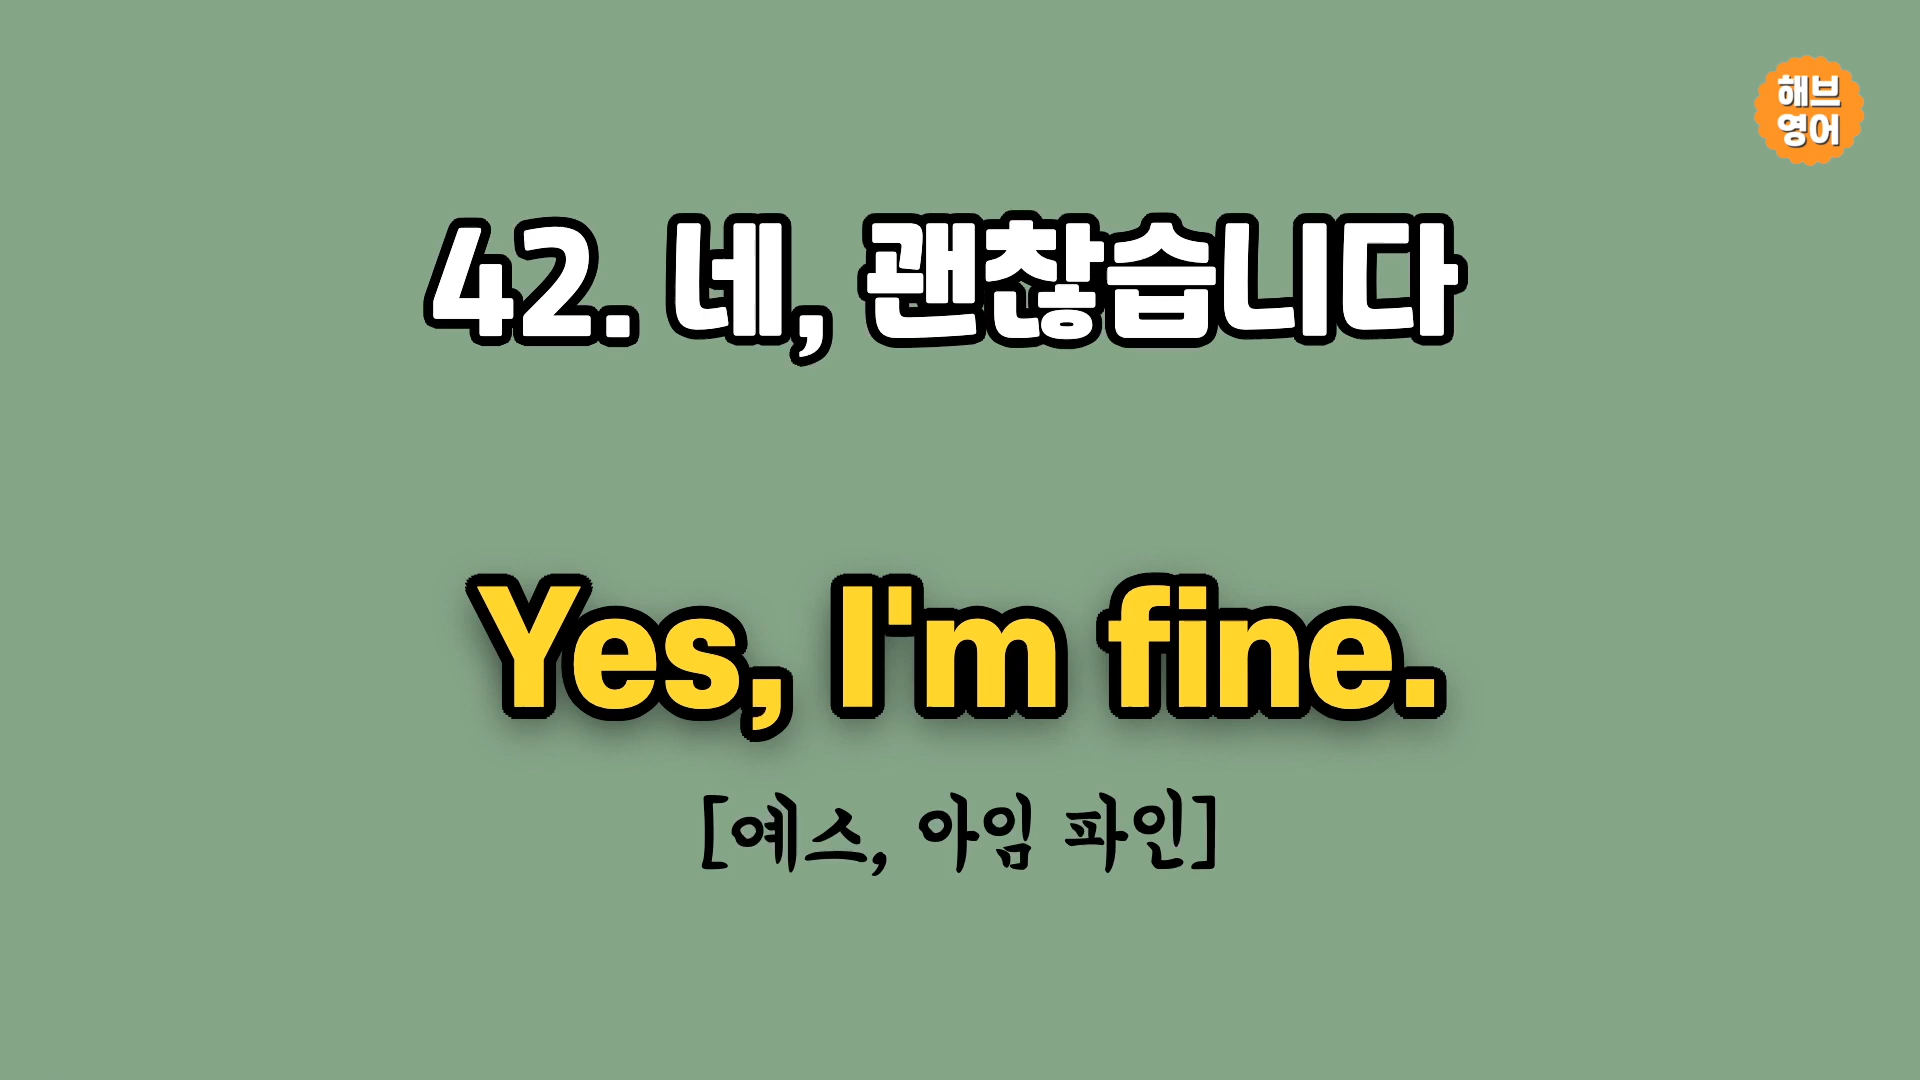 해브
영어
42. 네, 괜찮습니다
Yes, I'm fine.
[예스, 아임 파인]